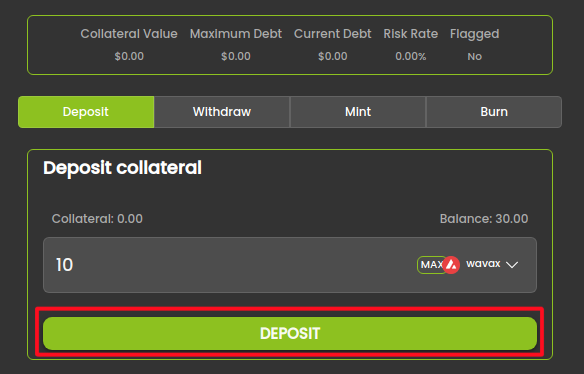 Collateral Value Maximum Debt Current Debt Risk Rate Flagged
$0.00 $0.00 $0.00 0.00% No
Deposit Withdraw Mint Burn
Deposit collateral
Collateral: 0.00 Balance: 30.00
10 MAX wavax
DEPOSIT